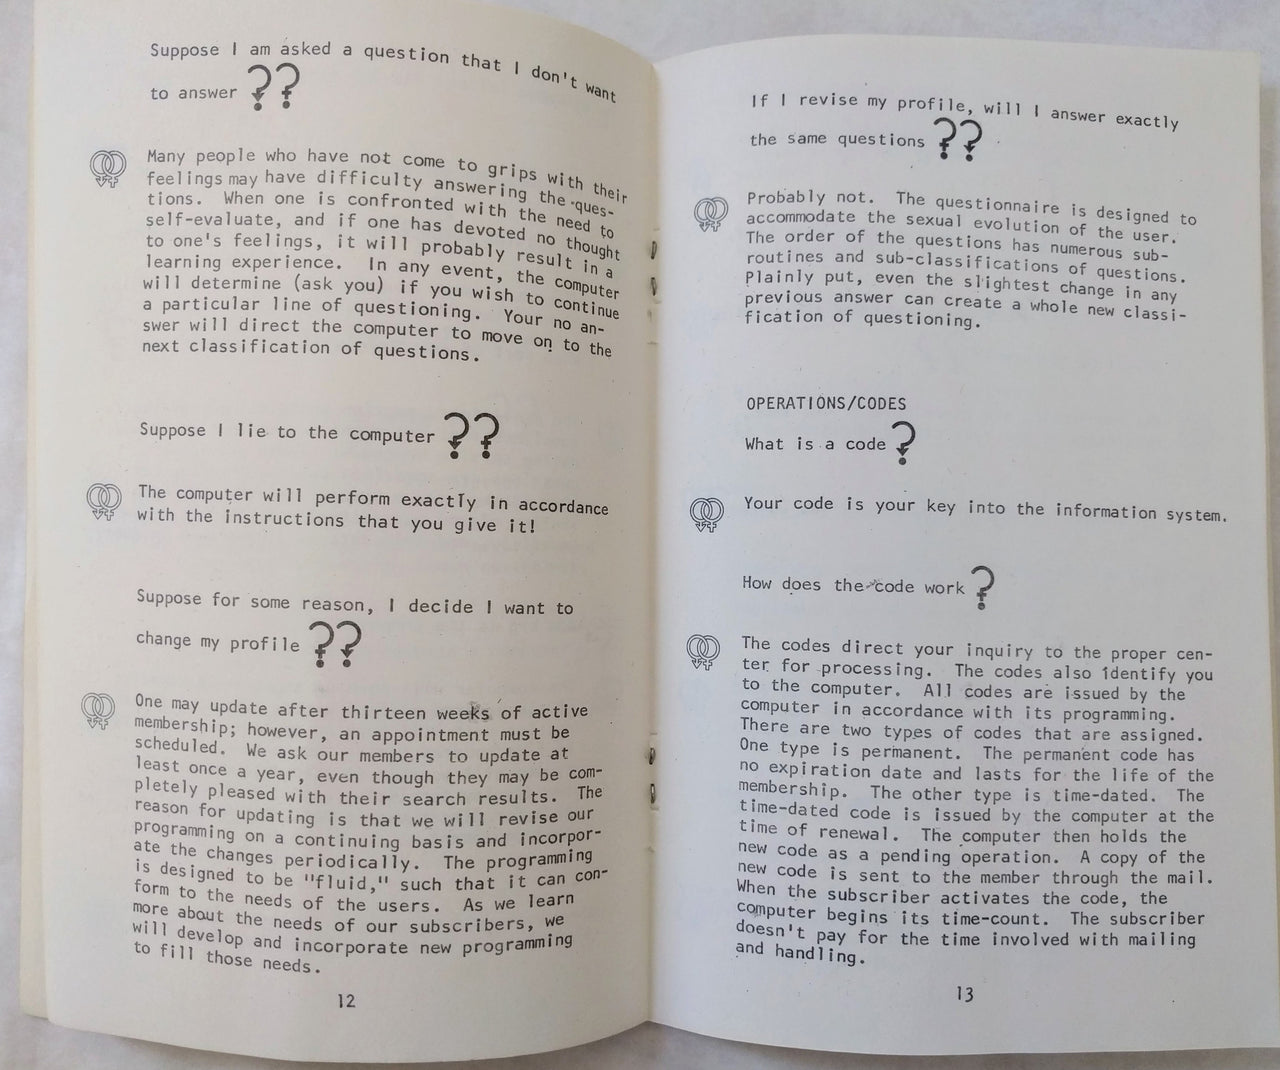 Suppose I am asked a question that I don't want
to answer ??
Many people who have not come to grips with their
feelings may have difficulty answering the ques-
tions. When one is confronted with the need to
self-evaluate, and if one has devoted no thought
to one's feelings, it will probably result in a
learning experience. In any event, the computer
will determine (ask you) if you wish to continue
a particular line of questioning. Your no an-
swer will direct the computer to move on to the
next classification of questions.
Suppose I lie to the computer ??
The computer will perform exactly in accordance
with the instructions that you give it!
Suppose for some reason, I decide I want to
change my profile ??
One may update after thirteen weeks of active
membership; however, an appointment must be
scheduled. We ask our members to update at
least once a year, even though they may be com-
pletely pleased with their search results. The
reason for updating is that we will revise our
programming on a continuing basis and incorpor-
ate the changes periodically. The programming
is designed to be "fluid," such that it can con-
form to the needs of the users. As we learn
more about the needs of our subscribers, we
will develop and incorporate new programming
to fill those needs.
12
If I revise my profile, will I answer exactly
the same questions ??
Probably not. The questionnaire is designed to
accommodate the sexual evolution of the user.
The order of the questions has numerous sub-
routines and sub-classifications of questions.
Plainly put, even the slightest change in any
previous answer can create a whole new classi-
fication of questioning.
OPERATIONS/CODES
What is a code ?
Your code is your key into the information system.
How does the code work ?
The codes direct your inquiry to the proper cen-
ter for processing. The codes also identify you
to the computer. All codes are issued by the
computer in accordance with its programming.
There are two types of codes that are assigned.
One type is permanent. The permanent code has
no expiration date and lasts for the life of the
membership. The other type is time-dated. The
time-dated code is issued by the computer at the
time of renewal. The computer then holds the
new code as a pending operation. A copy of the
new code is sent to the member through the mail.
When the subscriber activates the code, the
computer begins its time-count. The subscriber
doesn't pay for the time involved with mailing
and handling.
13